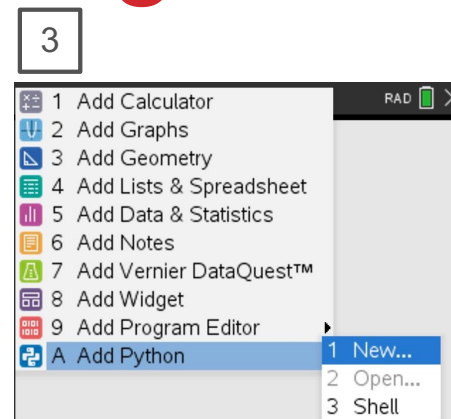 3
RAD
1 Add Calculator
2 Add Graphs
3 Add Geometry
4 Add Lists & Spreadsheet
5 Add Data & Statistics
6 Add Notes
7 Add Vernier DataQuest™
8 Add Widget
9 Add Program Editor
A Add Python
1 New...
2 Open...
3 Shell